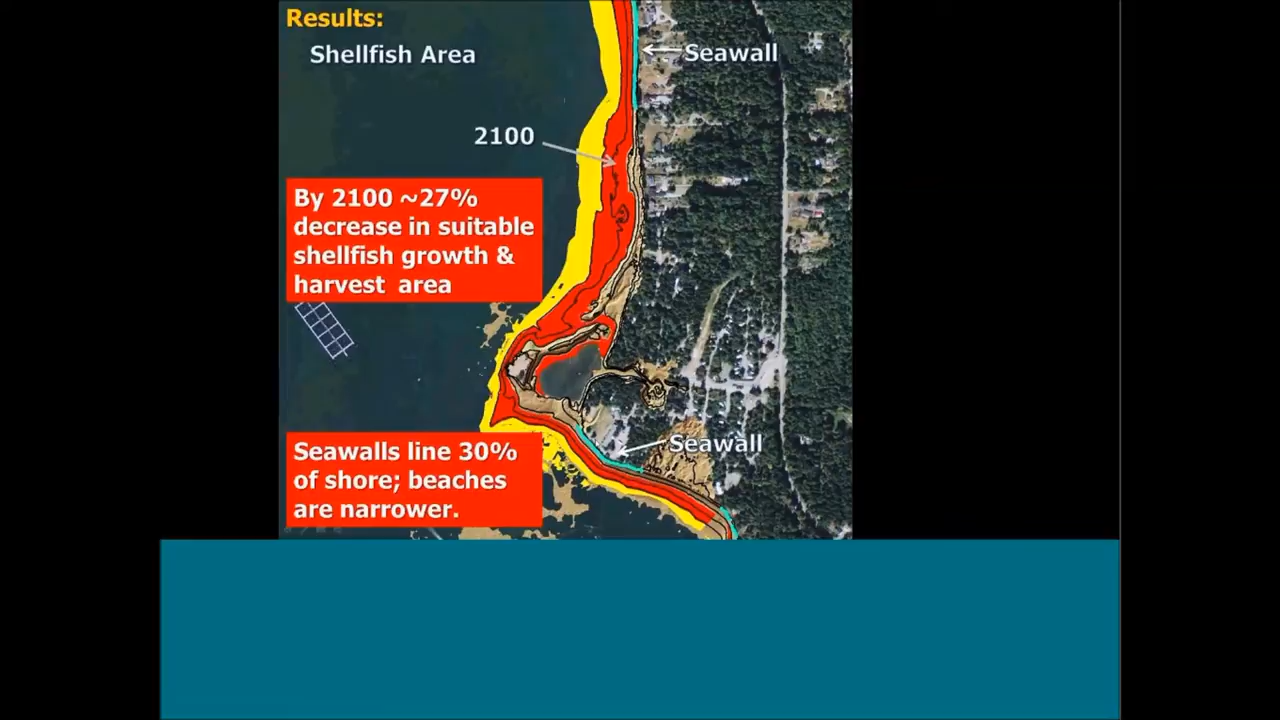 Results:
Shellfish Area
Seawall
2100
By 2100 ~27%
decrease in suitable
shellfish growth &
harvest area
Seawall
Seawalls line 30%
of shore; beaches
are narrower.